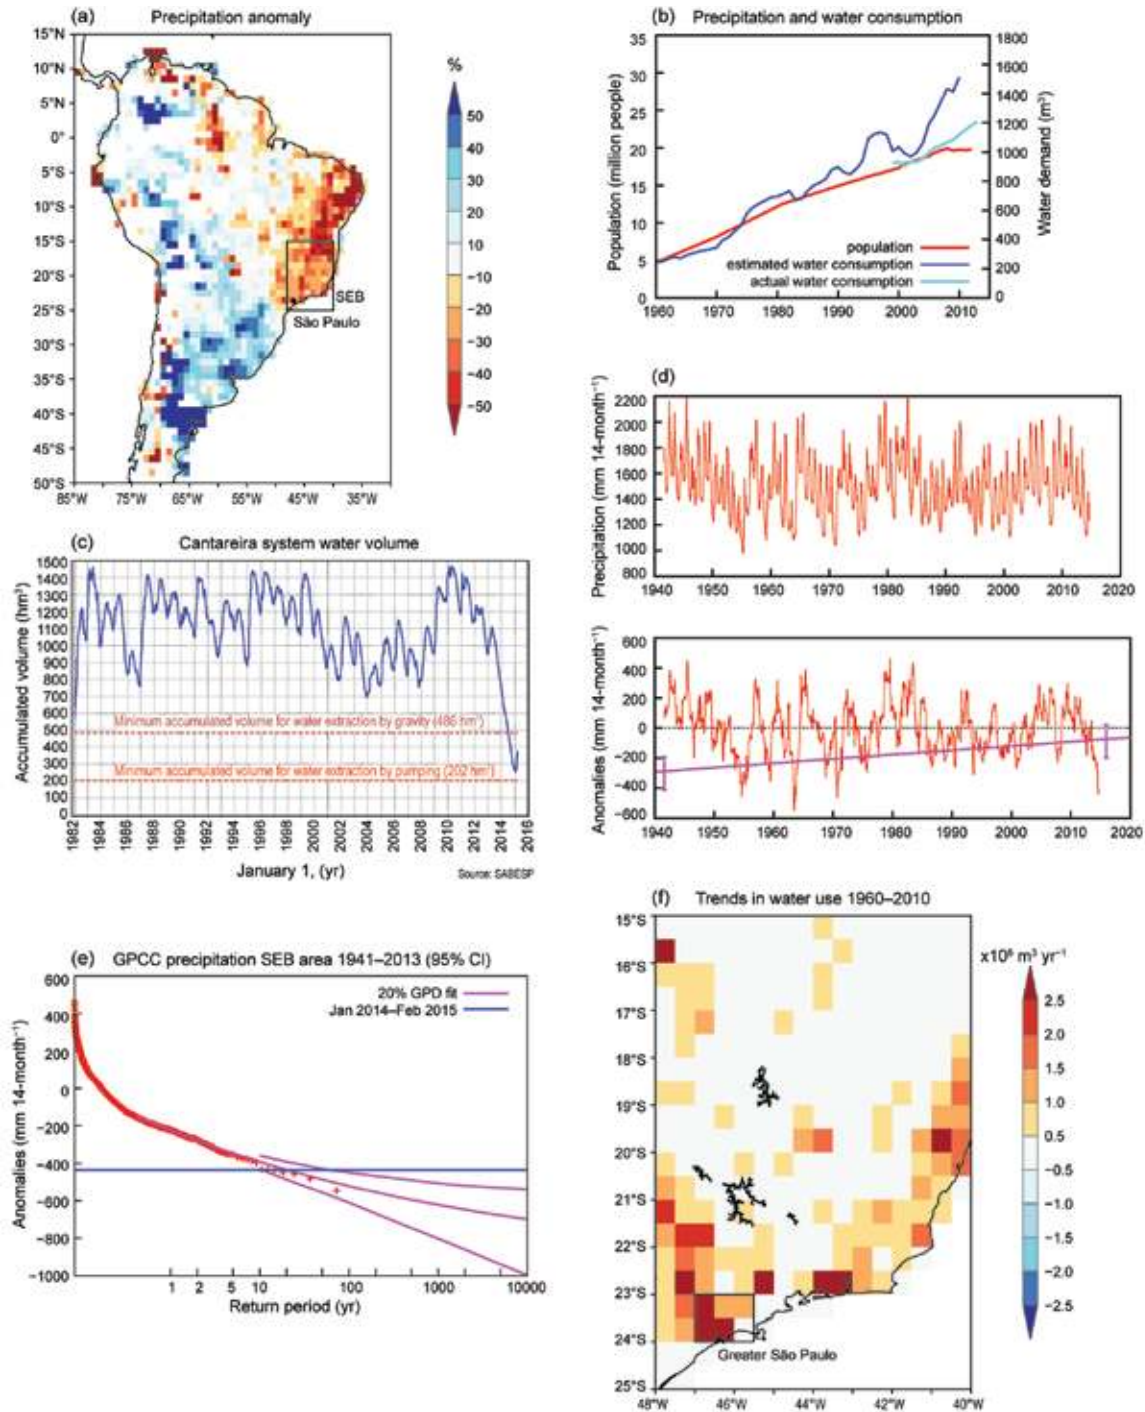 (a) Precipitation anomaly
15°N
10°N
5°N
0°
5°S
10°S
15°S
20°S
25°S
30°S
35°S
40°S
45°S
50°S
85°W 75°W 65°W 55°W 45°W 35°W
SEB
São Paulo
%
50
40
30
20
10
−10
−20
−30
−40
−50
(b) Precipitation and water consumption
Population (million people)
35
30
25
20
15
10
5
0
1960 1970 1980 1990 2000 2010
Water demand (m³)
1800
1600
1400
1200
1000
800
600
400
200
0
population
estimated water consumption
actual water consumption
(c) Cantareira system water volume
Accumulated volume (hm³)
1500
1400
1300
1200
1100
1000
900
800
700
600
500
400
300
200
100
0
Minimum accumulated volume for water extraction by gravity (486 hm³)
Minimum accumulated volume for water extraction by pumping (202 hm³)
1982 1984 1986 1988 1990 1992 1994 1996 1998 2000 2002 2004 2006 2008 2010 2012 2014 2016
January 1, (yr)
Source: SABESP
(d)
Precipitation (mm 14-month⁻¹)
2200
2000
1800
1600
1400
1200
1000
800
1940 1950 1960 1970 1980 1990 2000 2010 2020
Anomalies (mm 14-month⁻¹)
600
400
200
0
−200
−400
−600
1940 1950 1960 1970 1980 1990 2000 2010 2020
(e) GPCC precipitation SEB area 1941–2013 (95% CI)
Anomalies (mm 14-month⁻¹)
600
400
200
0
−200
−400
−600
−800
−1000
20% GPD fit
Jan 2014–Feb 2015
1 2 5 10 100 1000 10000
Return period (yr)
(f) Trends in water use 1960–2010
15°S
16°S
17°S
18°S
19°S
20°S
21°S
22°S
23°S
24°S
25°S
48°W 46°W 44°W 42°W 40°W
Greater São Paulo
x10⁶ m³ yr⁻¹
2.5
2.0
1.5
1.0
0.5
−0.5
−1.0
−1.5
−2.0
−2.5